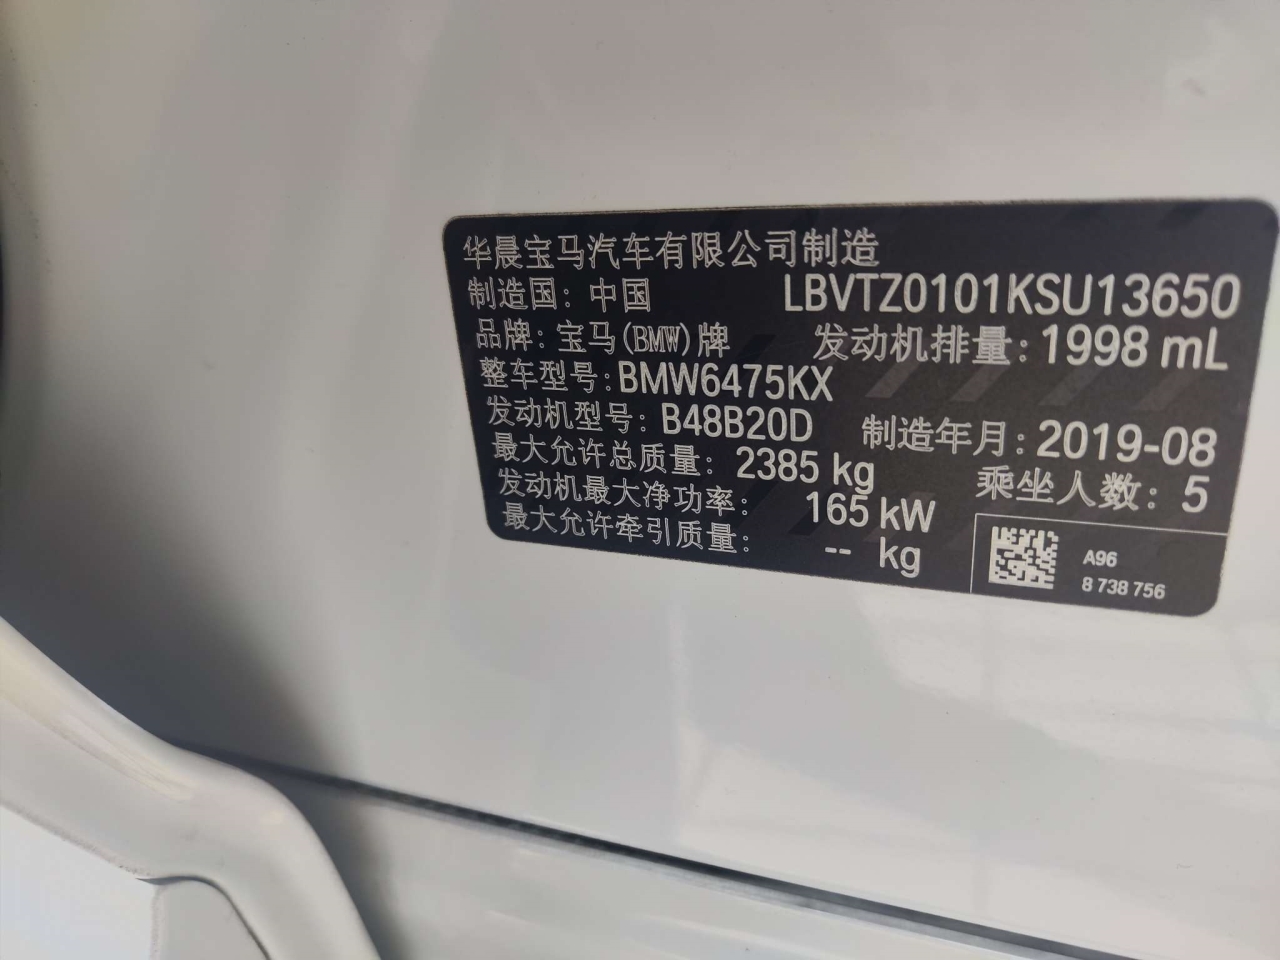 华晨宝马汽车有限公司制造
制造国：中国 LBVTZ0101KSU13650
品牌：宝马(BMW)牌 发动机排量：1998 mL
整车型号：BMW6475KX
发动机型号：B48B20D 制造年月：2019-08
最大允许总质量：2385 kg 乘坐人数：5
发动机最大净功率：165 kW
最大允许牵引质量：-- kg
A96
8 738 756